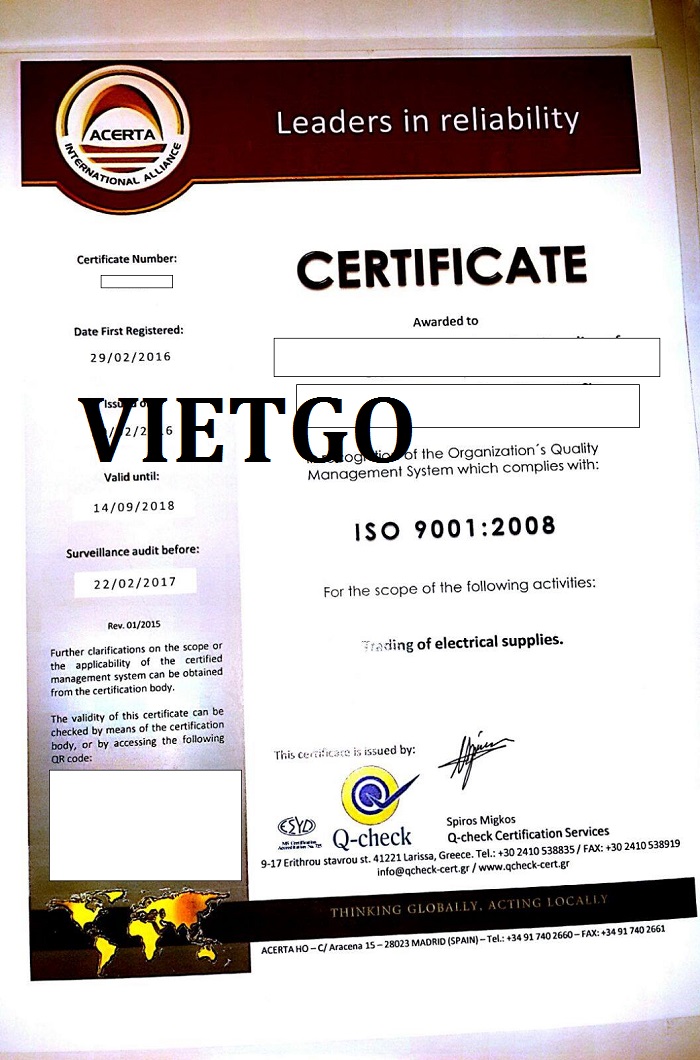 ACERTA
INTERNATIONAL ALLIANCE
Leaders in reliability
Certificate Number:
Date First Registered:
29/02/2016
Valid until:
14/09/2018
Surveillance audit before:
22/02/2017
Rev. 01/2015
Further clarifications on the scope or
the applicability of the certified
management system can be obtained
from the certification body.
The validity of this certificate can be
checked by means of the certification
body, or by accessing the following
QR code:
CERTIFICATE
Awarded to
VIETGO
of the Organization´s Quality
Management System which complies with:
ISO 9001:2008
For the scope of the following activities:
Trading of electrical supplies.
This certificate is issued by:
ESYD
Q-check
Spiros Migkos
Q-check Certification Services
9-17 Erithrou stavrou st. 41221 Larissa, Greece. Tel.: +30 2410 538835 / FAX: +30 2410 538919
info@qcheck-cert.gr / www.qcheck-cert.gr
THINKING GLOBALLY, ACTING LOCALLY
ACERTA HO – C/ Aracena 15 – 28023 MADRID (SPAIN) – Tel.: +34 91 740 2660 – FAX: +34 91 740 2661